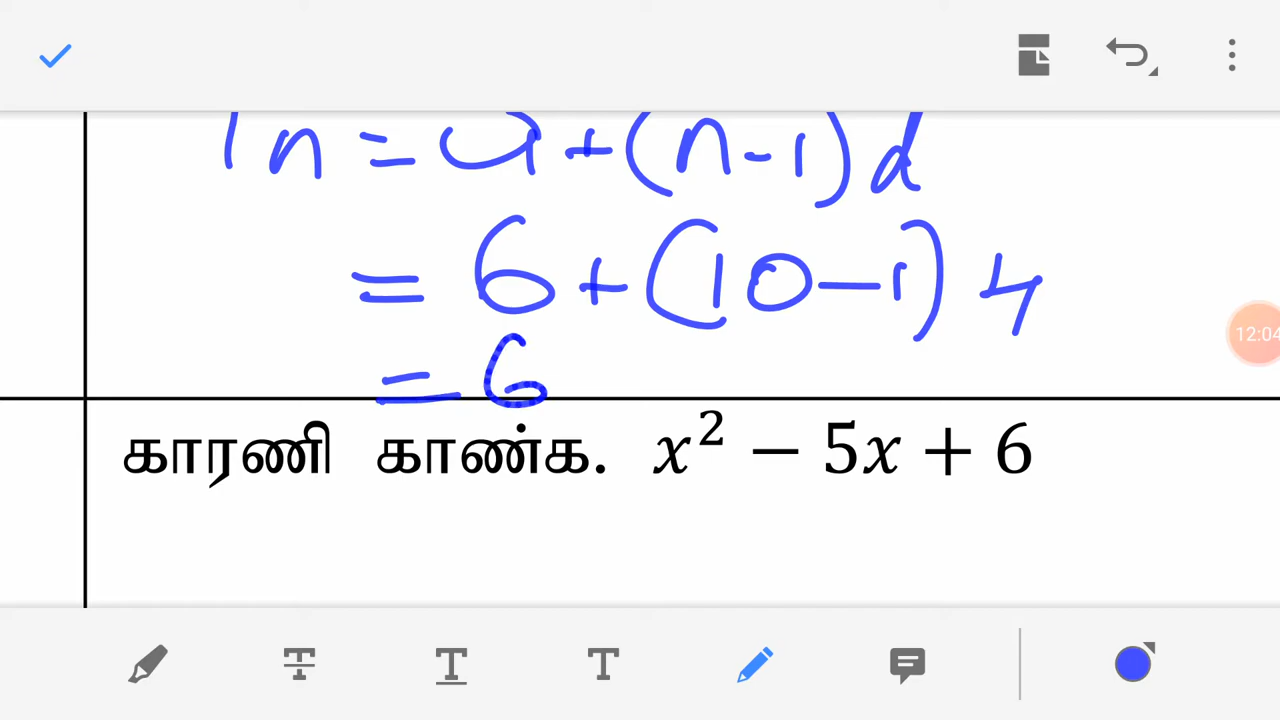 Tn = a + (n-1)d
= 6 + (10-1) 4
= 6
காரணி காண்க. x² − 5x + 6
12:04
T T T